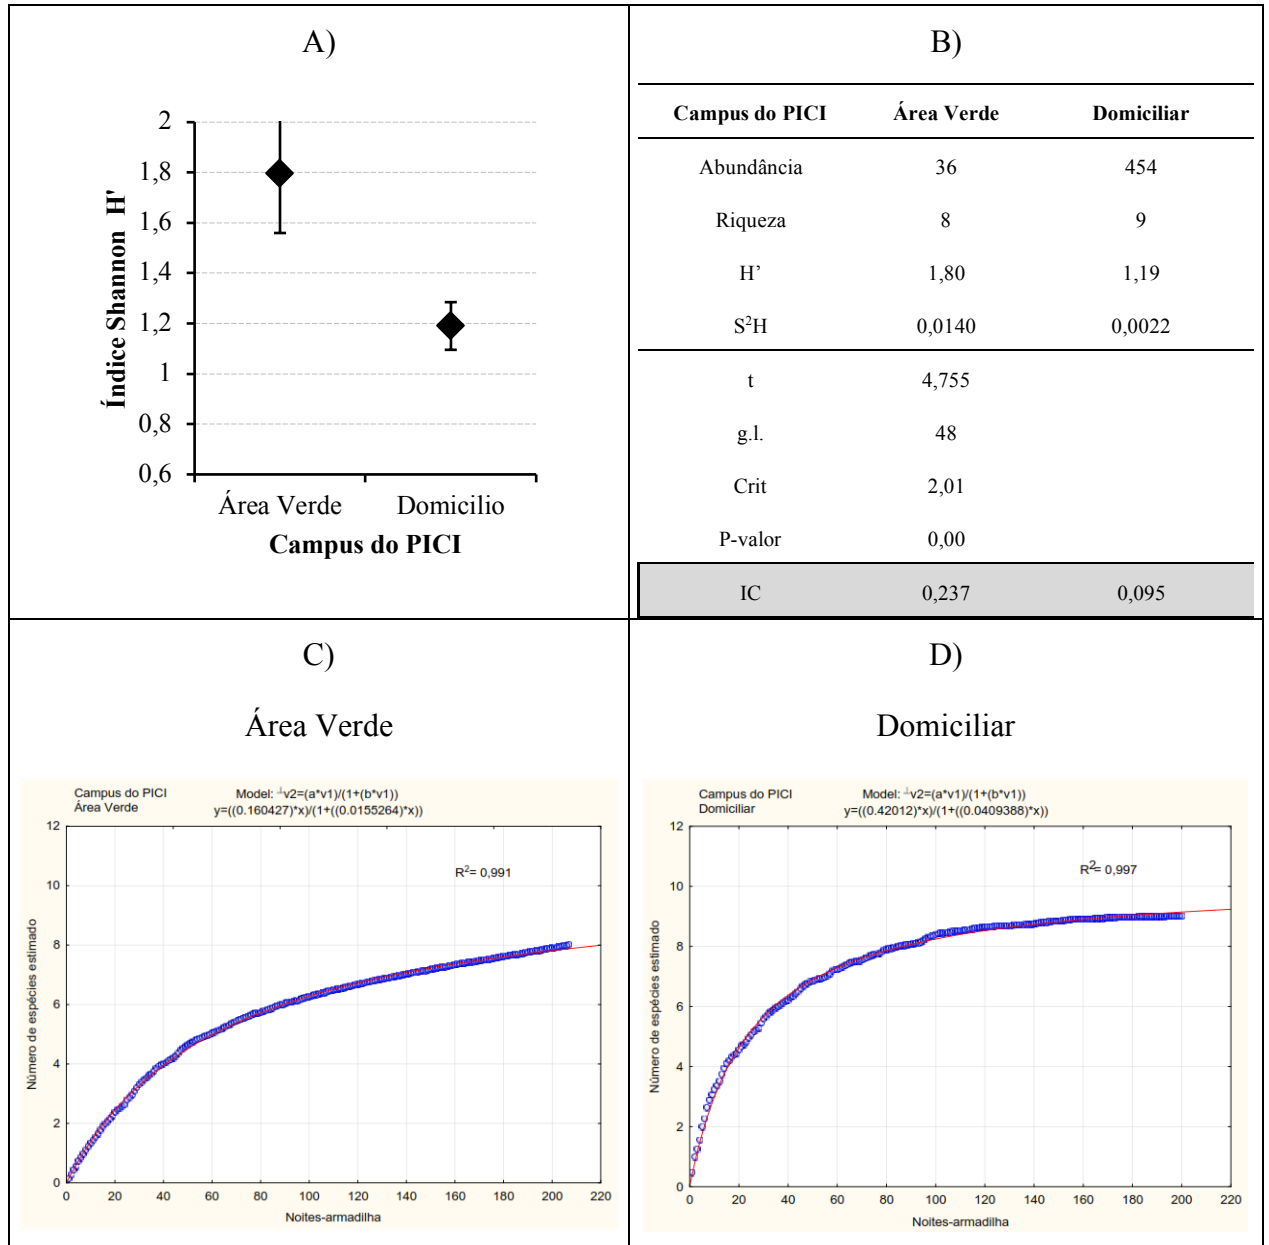 A)
2
1,8
1,6
1,4
1,2
1
0,8
0,6
Índice Shannon H'
Área Verde Domicilio
Campus do PICI
B)
Campus do PICI Área Verde Domiciliar
Abundância 36 454
Riqueza 8 9
H’ 1,80 1,19
S²H 0,0140 0,0022
t 4,755
g.l. 48
Crit 2,01
P-valor 0,00
IC 0,237 0,095
C)
Área Verde
Campus do PICI Model: ┴v2=(a*v1)/(1+(b*v1))
Área Verde y=((0.160427)*x)/(1+((0.0155264)*x))
12
10
8
6
4
2
0
R²= 0,991
Número de espécies estimado
0 20 40 60 80 100 120 140 160 180 200 220
Noites-armadilha
D)
Domiciliar
Campus do PICI Model: ┴v2=(a*v1)/(1+(b*v1))
Domiciliar y=((0.42012)*x)/(1+((0.0409388)*x))
12
10
8
6
4
2
0
R²= 0,997
Número de espécies estimado
0 20 40 60 80 100 120 140 160 180 200 220
Noites-armadilha